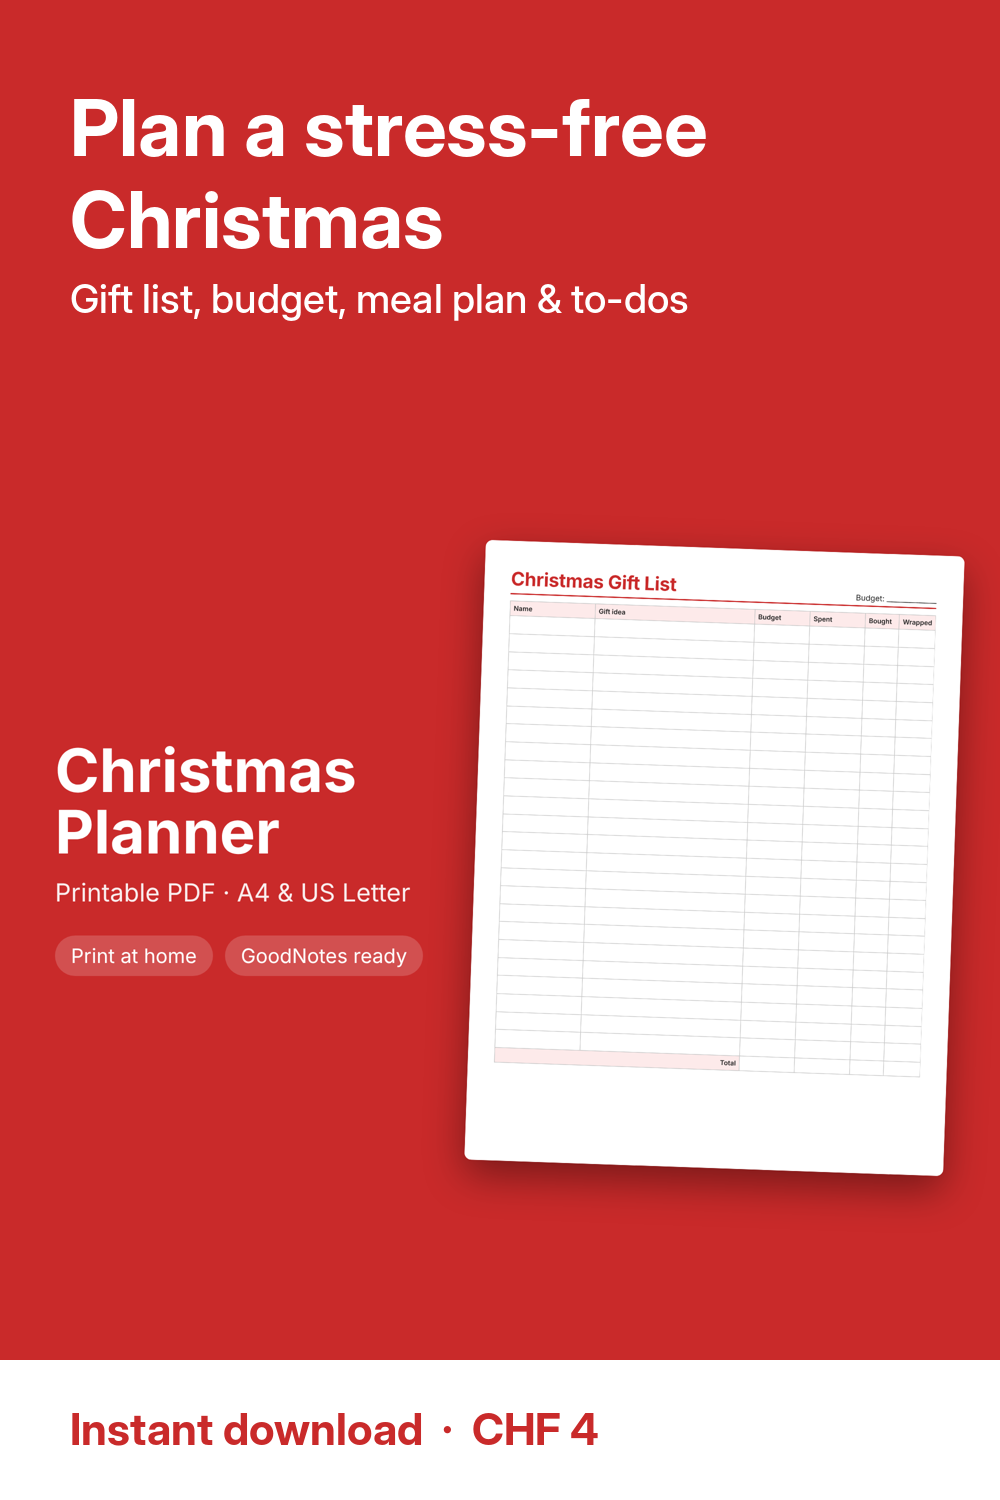 Plan a stress-free
Christmas
Gift list, budget, meal plan & to-dos
Christmas Gift List
Budget: ________
Name Gift idea Budget Spent Bought Wrapped
Total
Christmas
Planner
Printable PDF · A4 & US Letter
Print at home GoodNotes ready
Instant download · CHF 4